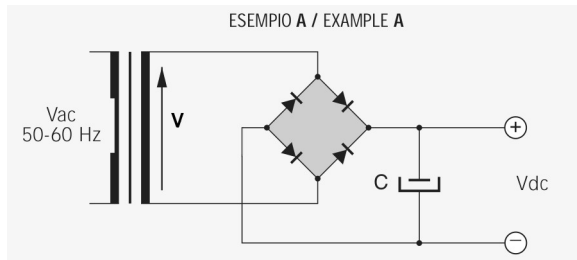 ESEMPIO A / EXAMPLE A
Vac
50-60 Hz
V
+
C
Vdc
−